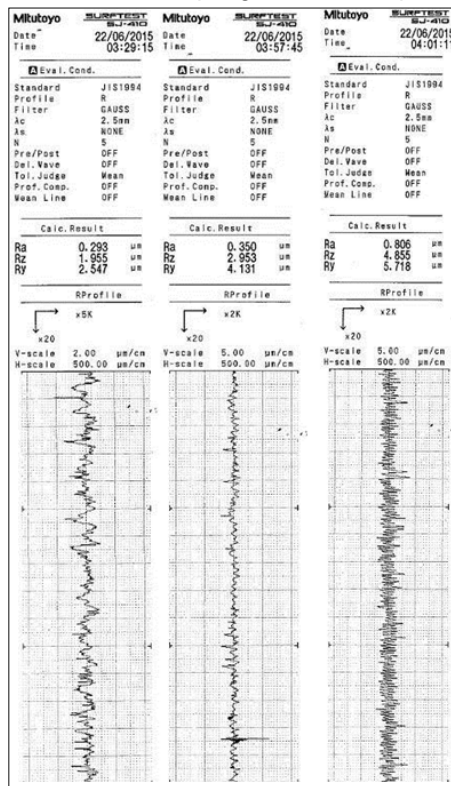 Mitutoyo SURFTEST
SJ-410
Date 22/06/2015
Time 03:29:15
A Eval. Cond.
Standard JIS1994
Profile R
Filter GAUSS
λc 2.5mm
λs NONE
N 5
Pre/Post OFF
Del. Wave OFF
Tol. Judge Mean
Prof. Comp. OFF
Mean Line OFF
Calc. Result
Ra 0.293 μm
Rz 1.955 μm
Ry 2.547 μm
RProfile
x5K
x20
V-scale 2.00 μm/cm
H-scale 500.00 μm/cm
Mitutoyo SURFTEST
SJ-410
Date 22/06/2015
Time 03:57:45
A Eval. Cond.
Standard JIS1994
Profile R
Filter GAUSS
λc 2.5mm
λs NONE
N 5
Pre/Post OFF
Del. Wave OFF
Tol. Judge Mean
Prof. Comp. OFF
Mean Line OFF
Calc. Result
Ra 0.350 μm
Rz 2.953 μm
Ry 4.131 μm
RProfile
x2K
x20
V-scale 5.00 μm/cm
H-scale 500.00 μm/cm
Mitutoyo SURFTEST
SJ-410
Date 22/06/2015
Time 04:01:11
A Eval. Cond.
Standard JIS1994
Profile R
Filter GAUSS
λc 2.5mm
λs NONE
N 5
Pre/Post OFF
Del. Wave OFF
Tol. Judge Mean
Prof. Comp. OFF
Mean Line OFF
Calc. Result
Ra 0.806 μm
Rz 4.855 μm
Ry 5.718 μm
RProfile
x2K
x20
V-scale 5.00 μm/cm
H-scale 500.00 μm/cm